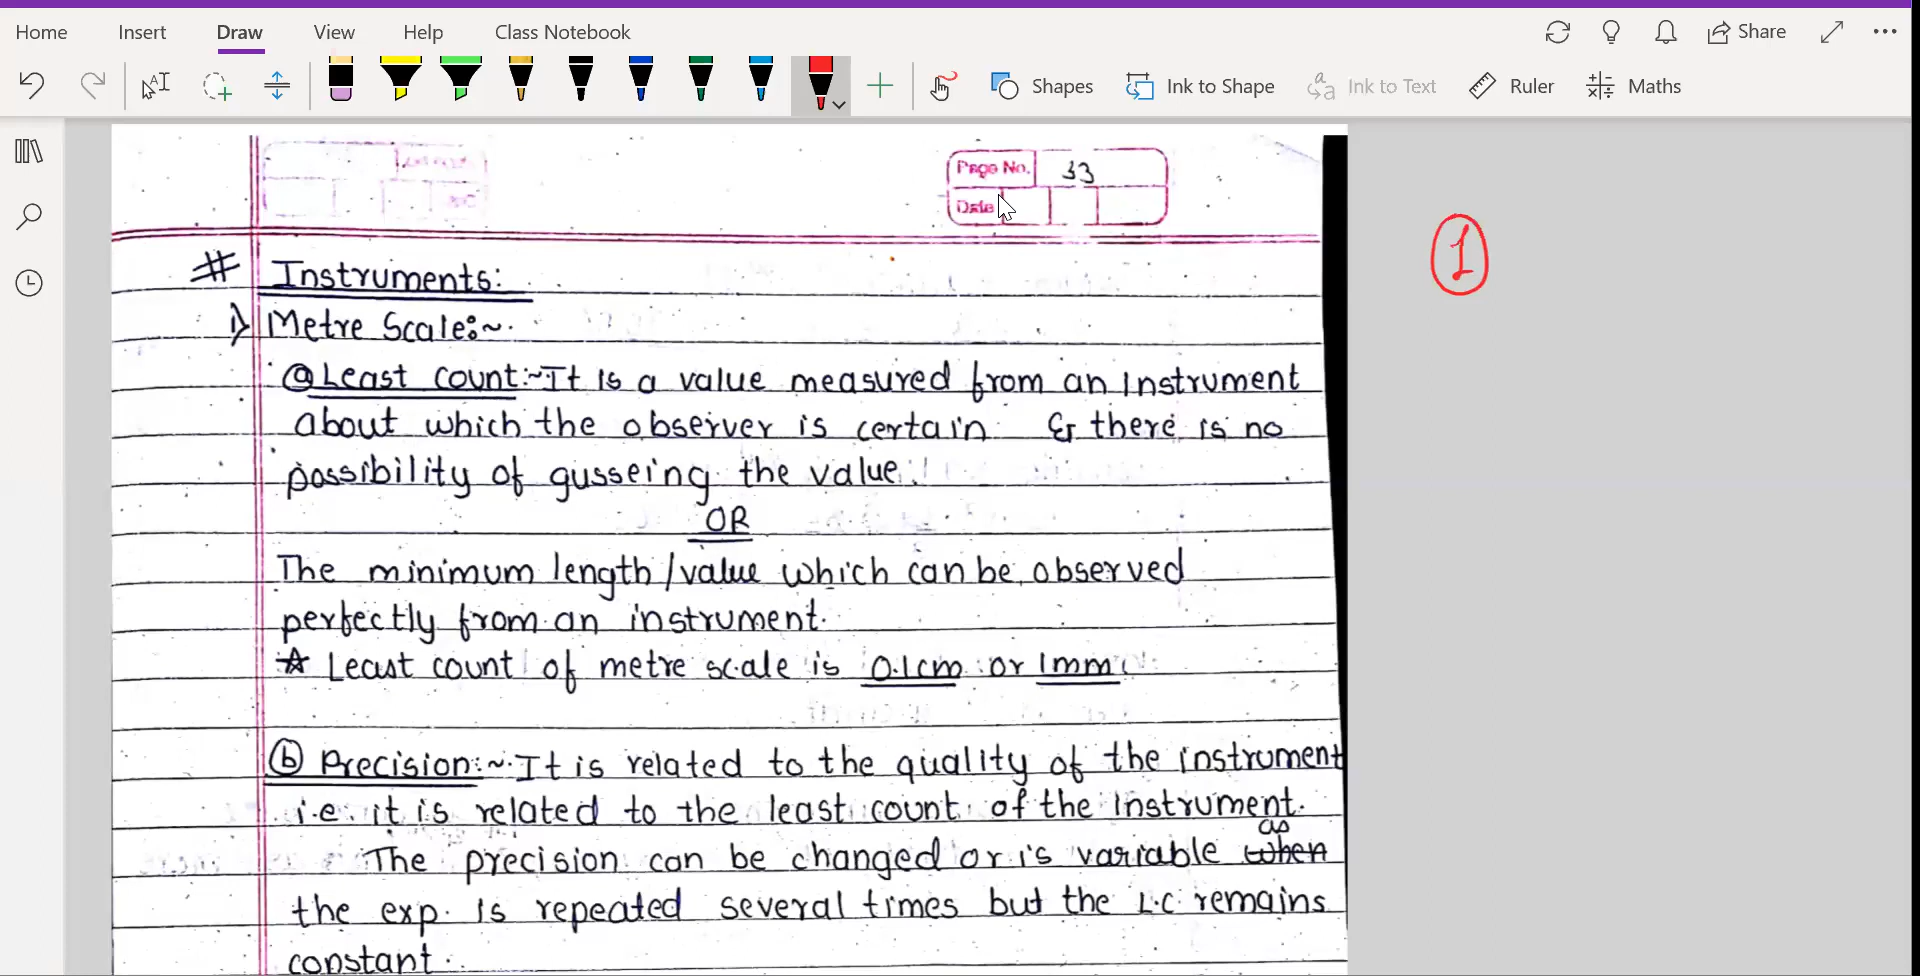 Home Insert Draw View Help Class Notebook Share
Shapes Ink to Shape Ink to Text Ruler Maths
Page No. 33
Date
1
# Instruments:
1) Metre Scale:~
(a) Least count:~ It is a value measured from an instrument
about which the observer is certain & there is no
possibility of gusseing the value.
OR
The minimum length/value which can be observed
perfectly from an instrument.
☆ Least count of metre scale is 0.1cm or 1mm
(b) Precision:~ It is related to the quality of the instrument
i.e. it is related to the least count of the instrument.
as
The precision can be changed or is variable when
the exp. is repeated several times but the L.C remains
constant.